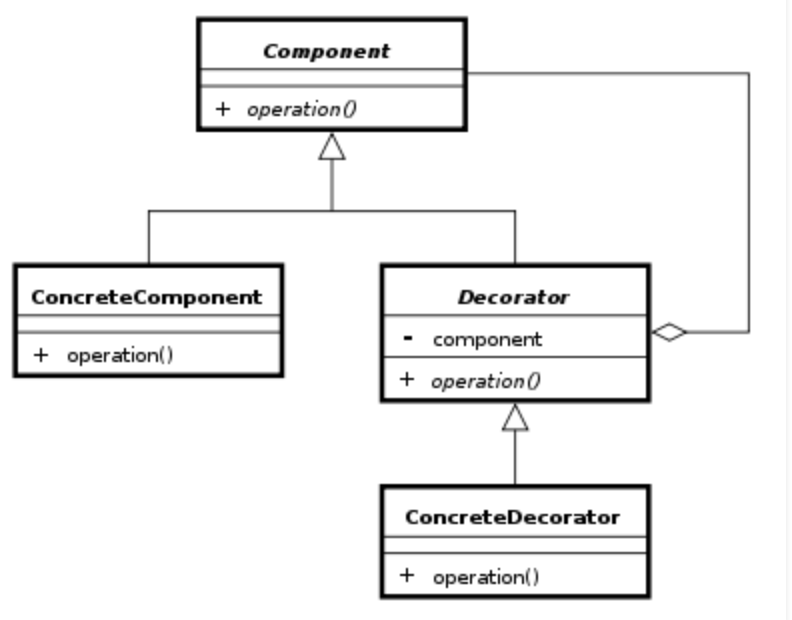 Component
+ operation()
ConcreteComponent
+ operation()
Decorator
- component
+ operation()
ConcreteDecorator
+ operation()